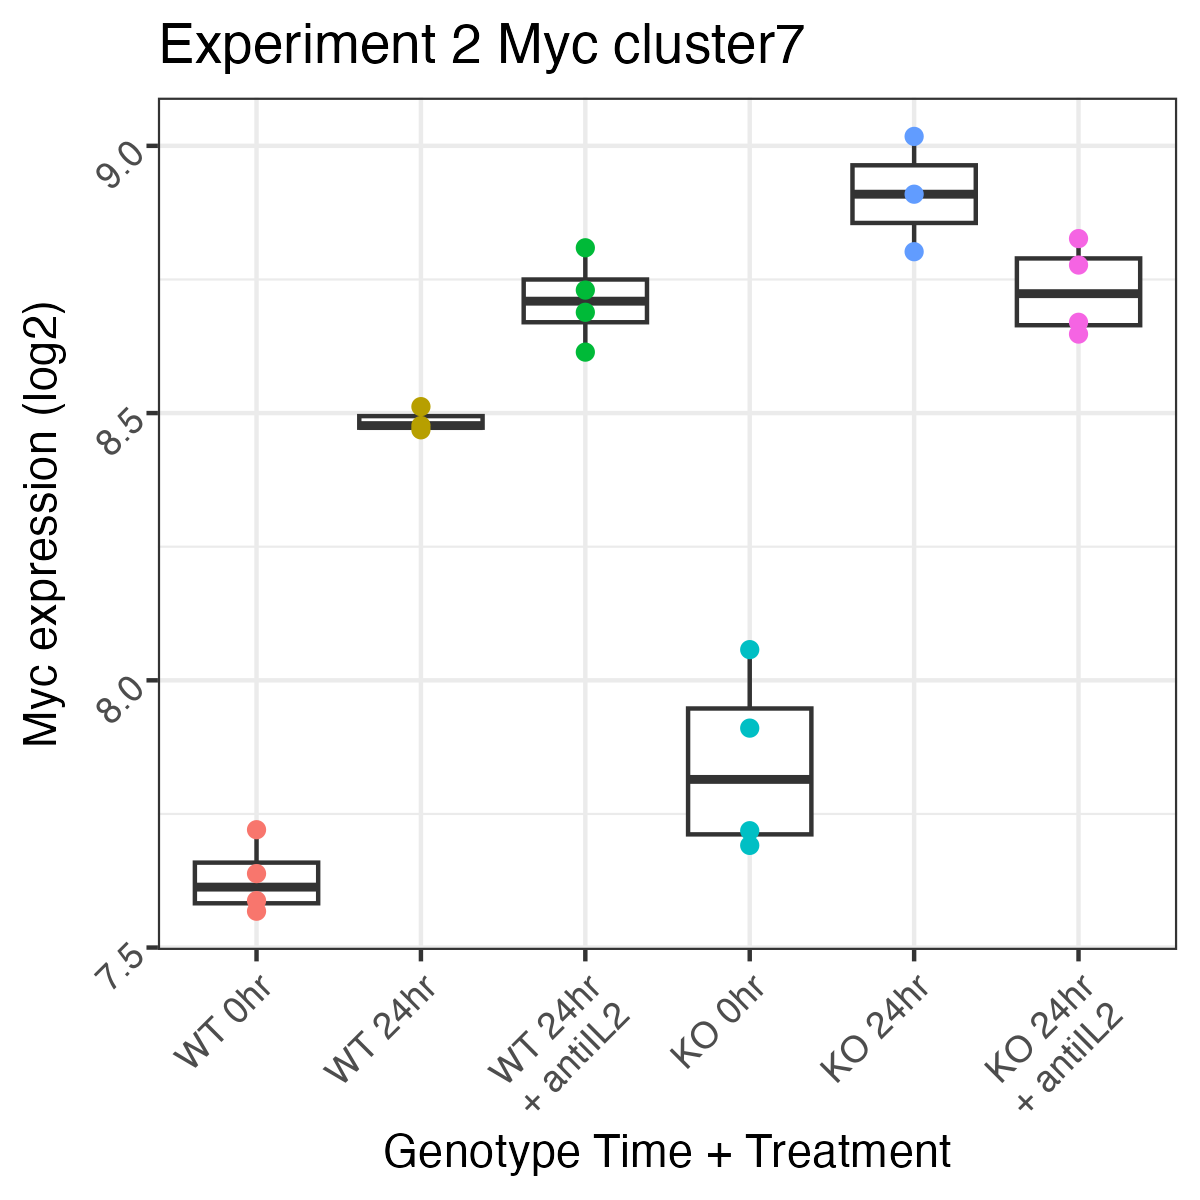 Experiment 2 Myc cluster7
Myc expression (log2)
9.0
8.5
8.0
7.5
WT 0hr
WT 24hr
WT 24hr
+ antiIL2
KO 0hr
KO 24hr
KO 24hr
+ antiIL2
Genotype Time + Treatment